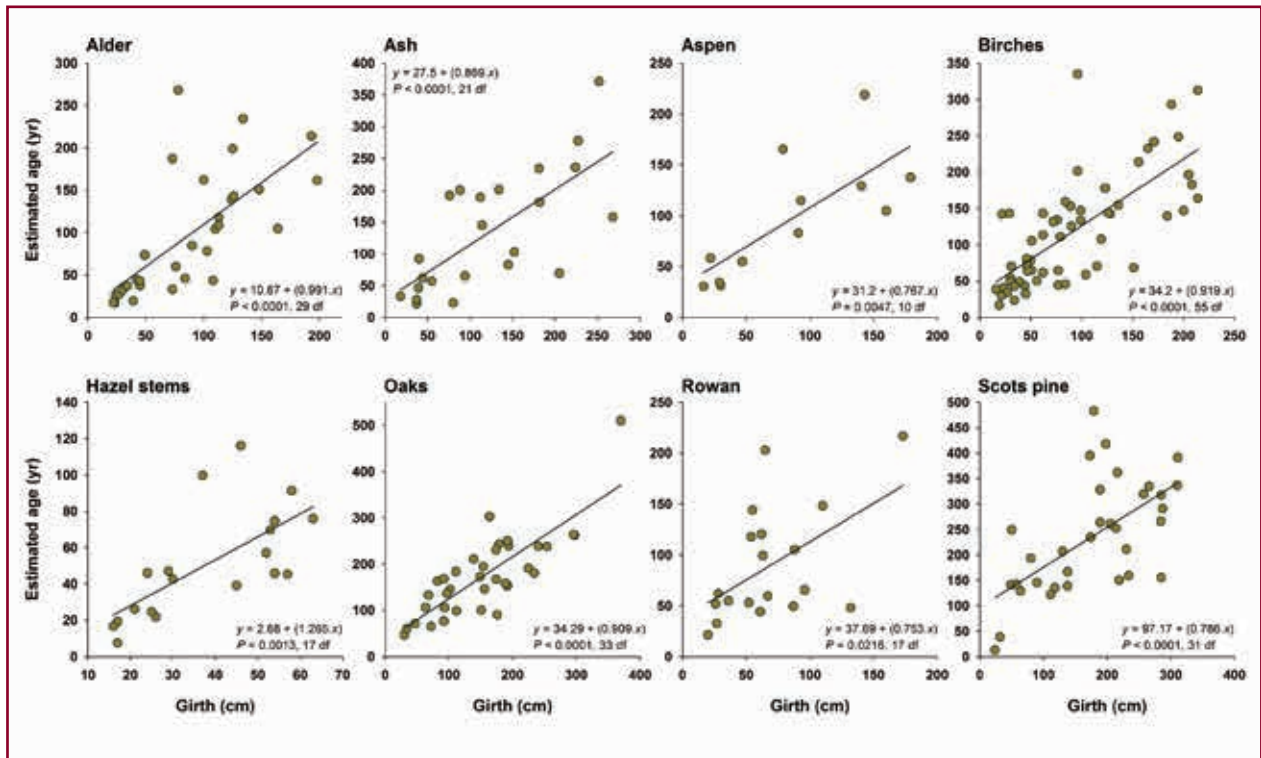 Alder
300
250
200
150
100
50
0
0 50 100 150 200
y = 10.67 + (0.991.x)
P < 0.0001, 29 df
Estimated age (yr)
Ash
400
350
300
250
200
150
100
50
0
0 50 100 150 200 250 300
y = 27.5 + (0.869.x)
P < 0.0001, 21 df
Aspen
250
200
150
100
50
0
0 50 100 150 200
y = 31.2 + (0.767.x)
P = 0.0047, 10 df
Birches
350
300
250
200
150
100
50
0
0 50 100 150 200 250
y = 34.2 + (0.919.x)
P < 0.0001, 55 df
Hazel stems
140
120
100
80
60
40
20
0
10 20 30 40 50 60 70
y = 2.68 + (1.265.x)
P = 0.0013, 17 df
Estimated age (yr)
Girth (cm)
Oaks
500
400
300
200
100
0
0 100 200 300 400
y = 34.29 + (0.909.x)
P < 0.0001, 33 df
Girth (cm)
Rowan
250
200
150
100
50
0
0 50 100 150 200
y = 37.69 + (0.753.x)
P = 0.0216, 17 df
Girth (cm)
Scots pine
500
450
400
350
300
250
200
150
100
50
0
0 100 200 300 400
y = 97.17 + (0.786.x)
P < 0.0001, 31 df
Girth (cm)